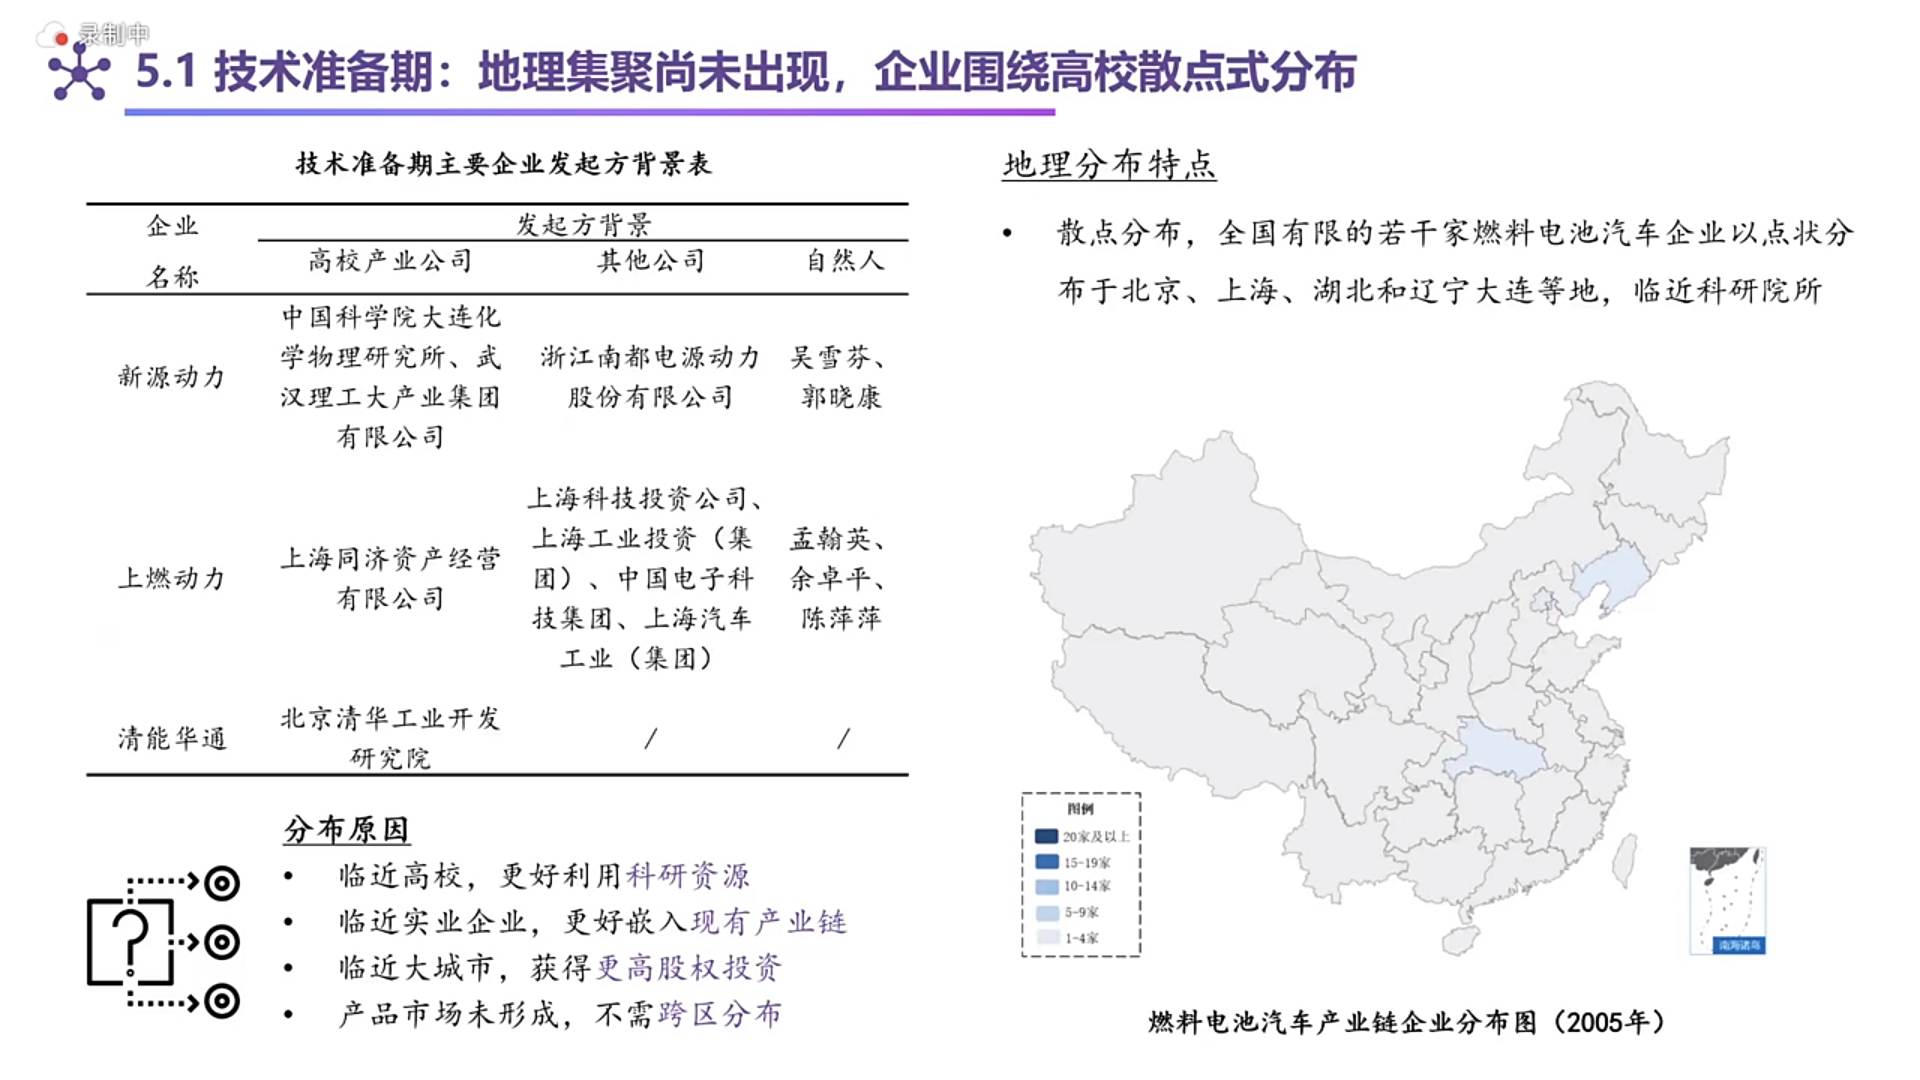 录制中
5.1 技术准备期：地理集聚尚未出现，企业围绕高校散点式分布
技术准备期主要企业发起方背景表
企业名称
发起方背景
高校产业公司
其他公司
自然人
新源动力
中国科学院大连化
学物理研究所、武
汉理工大产业集团
有限公司
浙江南都电源动力
股份有限公司
吴雪芬、
郭晓康
上燃动力
上海同济资产经营
有限公司
上海科技投资公司、
上海工业投资（集
团）、中国电子科
技集团、上海汽车
工业（集团）
孟翰英、
余卓平、
陈萍萍
清能华通
北京清华工业开发
研究院
/
/
分布原因
• 临近高校，更好利用科研资源
• 临近实业企业，更好嵌入现有产业链
• 临近大城市，获得更高股权投资
• 产品市场未形成，不需跨区分布
地理分布特点
• 散点分布，全国有限的若干家燃料电池汽车企业以点状分
布于北京、上海、湖北和辽宁大连等地，临近科研院所
图例
20家及以上
15-19家
10-14家
5-9家
1-4家
南海诸岛
燃料电池汽车产业链企业分布图（2005年）